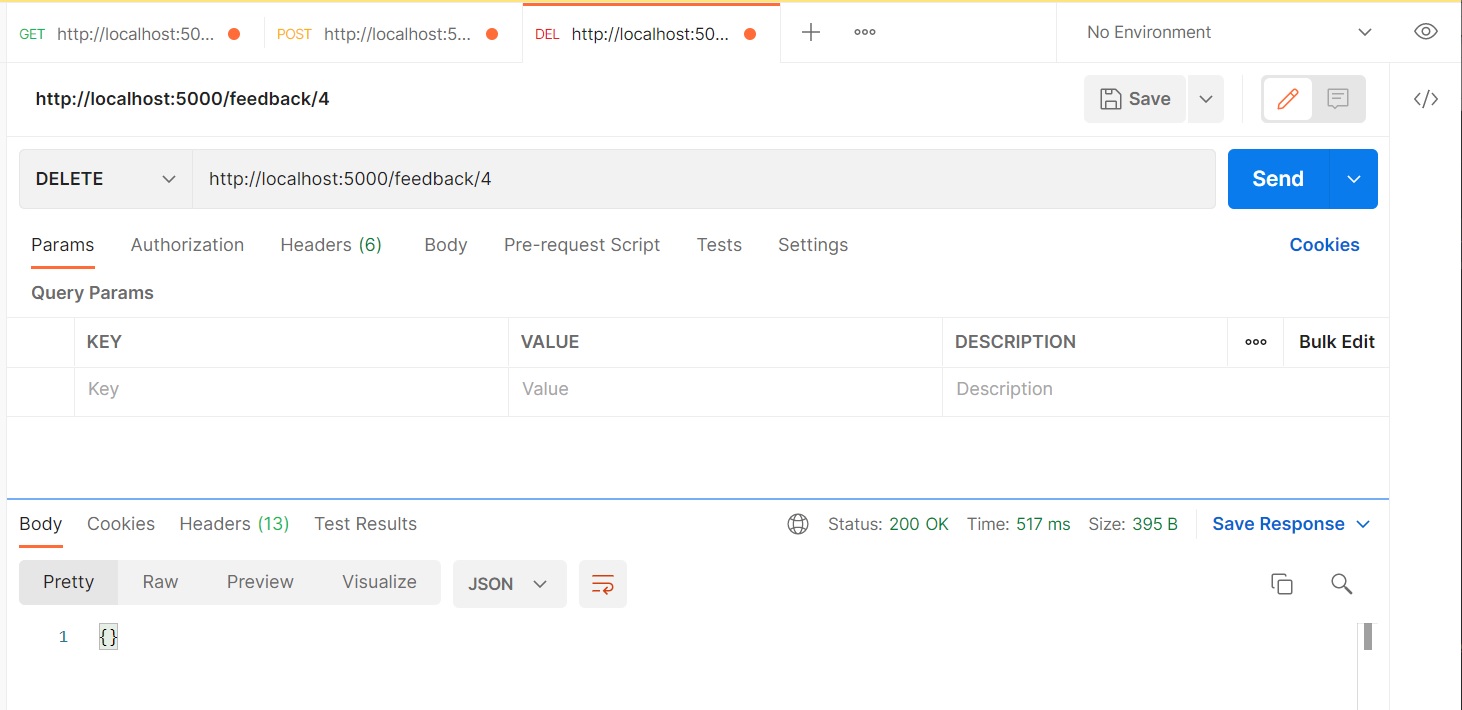 GET http://localhost:50... POST http://localhost:5... DEL http://localhost:50... No Environment
http://localhost:5000/feedback/4 Save
DELETE http://localhost:5000/feedback/4 Send
Params Authorization Headers (6) Body Pre-request Script Tests Settings Cookies
Query Params
KEY VALUE DESCRIPTION Bulk Edit
Key Value Description
Body Cookies Headers (13) Test Results Status: 200 OK Time: 517 ms Size: 395 B Save Response
Pretty Raw Preview Visualize JSON
1 {}